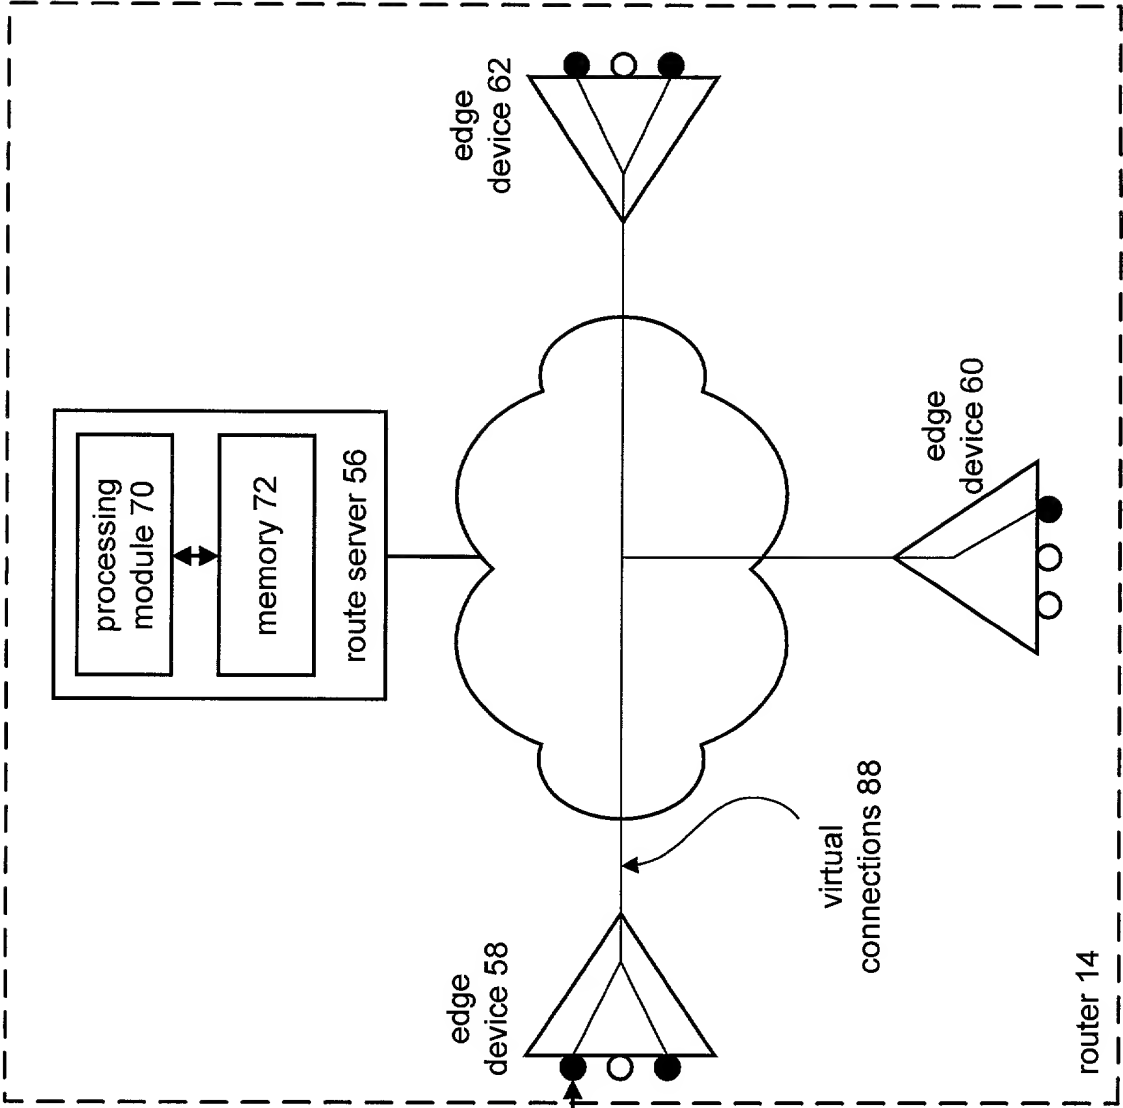 processing
module 70
memory 72
route server 56
edge
device 62
edge
device 60
edge
device 58
virtual
connections 88
router 14